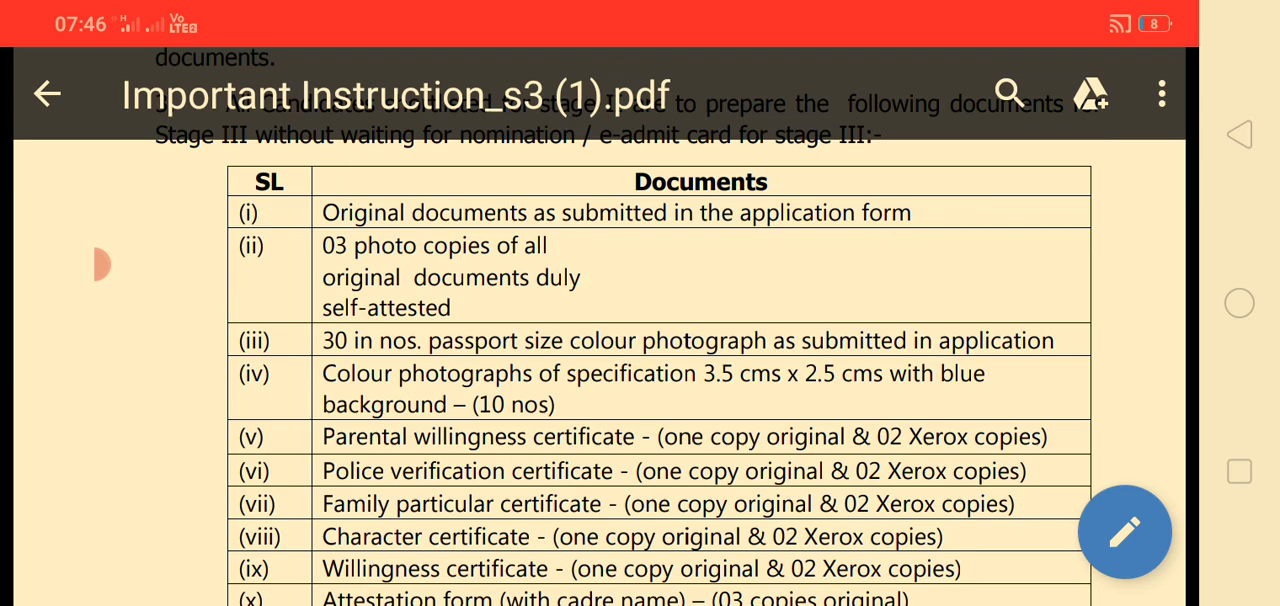 07:46 H Vo LTE2 8
documents.
Important Instruction_s3 (1).pdf
to prepare the following documents
Stage III without waiting for nomination / e-admit card for stage III:-
SL Documents
(i) Original documents as submitted in the application form
(ii) 03 photo copies of all
original documents duly
self-attested
(iii) 30 in nos. passport size colour photograph as submitted in application
(iv) Colour photographs of specification 3.5 cms x 2.5 cms with blue
background – (10 nos)
(v) Parental willingness certificate - (one copy original & 02 Xerox copies)
(vi) Police verification certificate - (one copy original & 02 Xerox copies)
(vii) Family particular certificate - (one copy original & 02 Xerox copies)
(viii) Character certificate - (one copy original & 02 Xerox copies)
(ix) Willingness certificate - (one copy original & 02 Xerox copies)
(x) Attestation form (with cadre name) – (03 copies original)